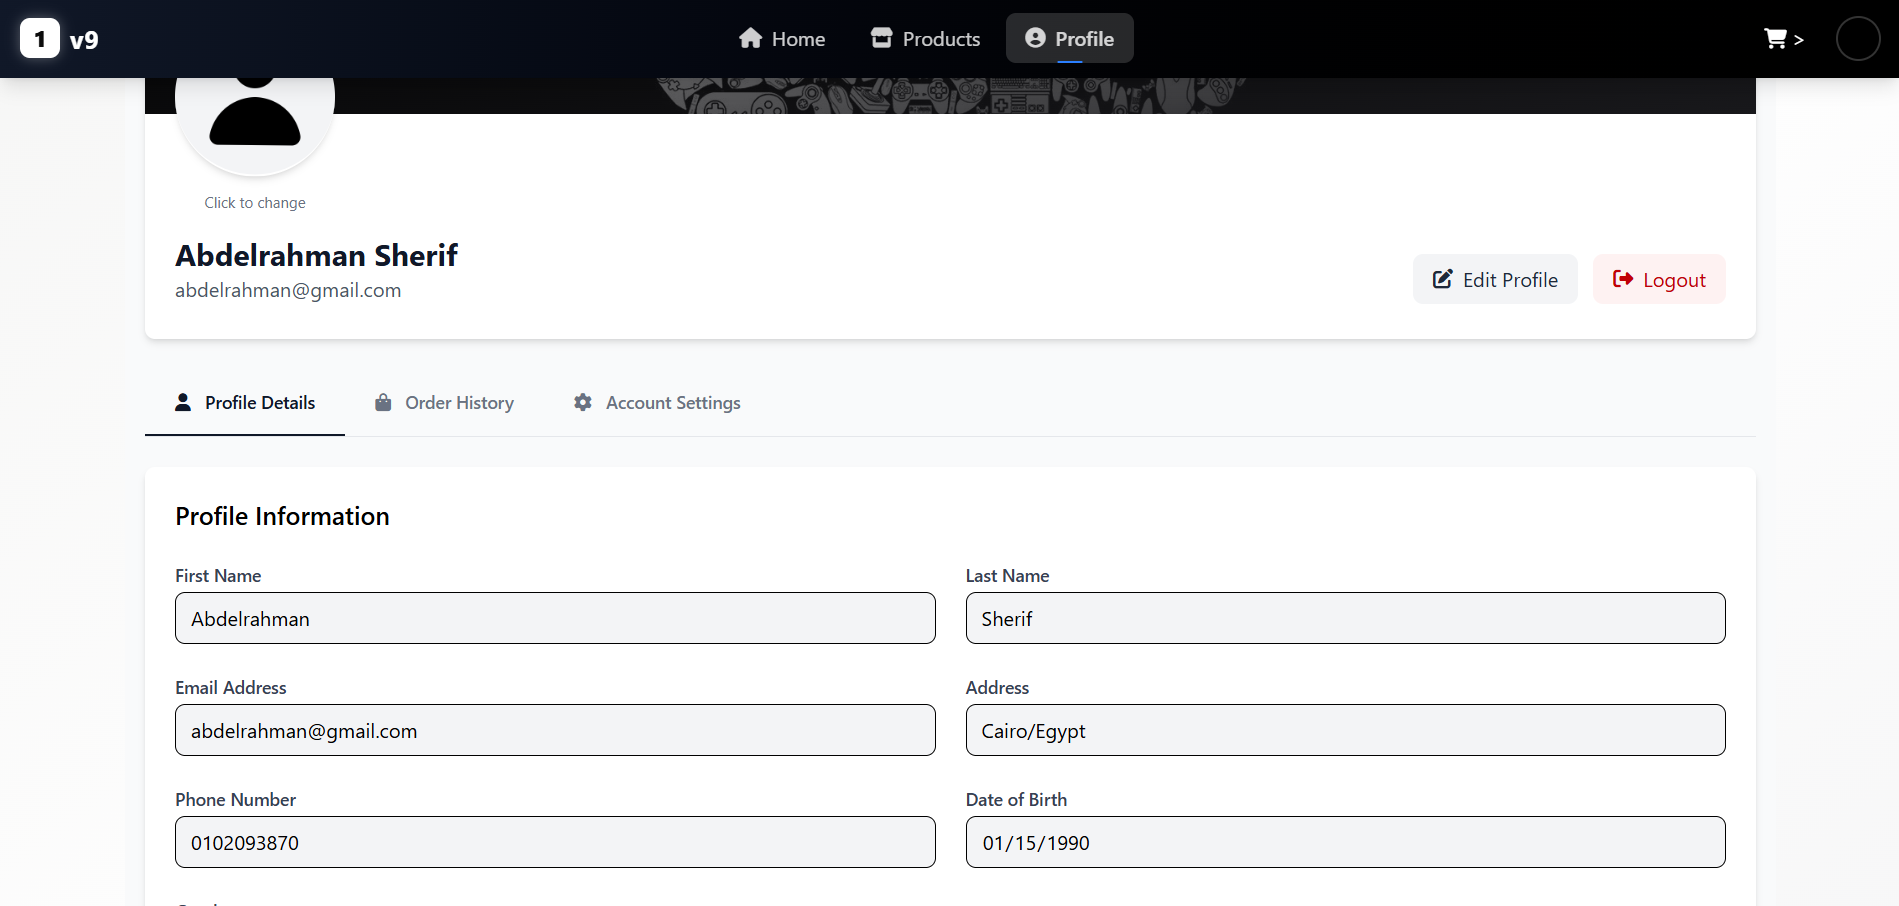 1 v9 Home Products Profile >
Click to change
Abdelrahman Sherif
abdelrahman@gmail.com
Edit Profile Logout
Profile Details Order History Account Settings
Profile Information
First Name Last Name
Abdelrahman Sherif
Email Address Address
abdelrahman@gmail.com Cairo/Egypt
Phone Number Date of Birth
0102093870 01/15/1990